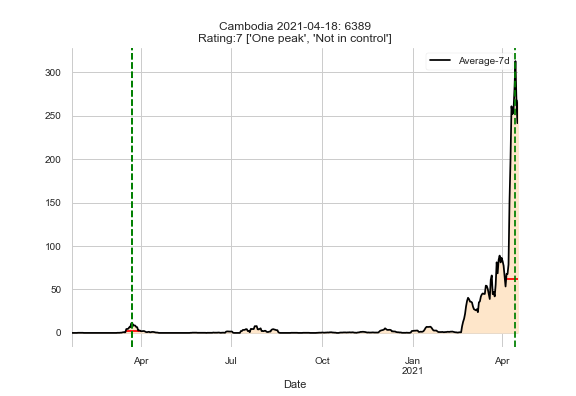 Cambodia 2021-04-18: 6389
Rating:7 ['One peak', 'Not in control']
Average-7d
300
250
200
150
100
50
0
Apr
Jul
Oct
Jan
2021
Apr
Date